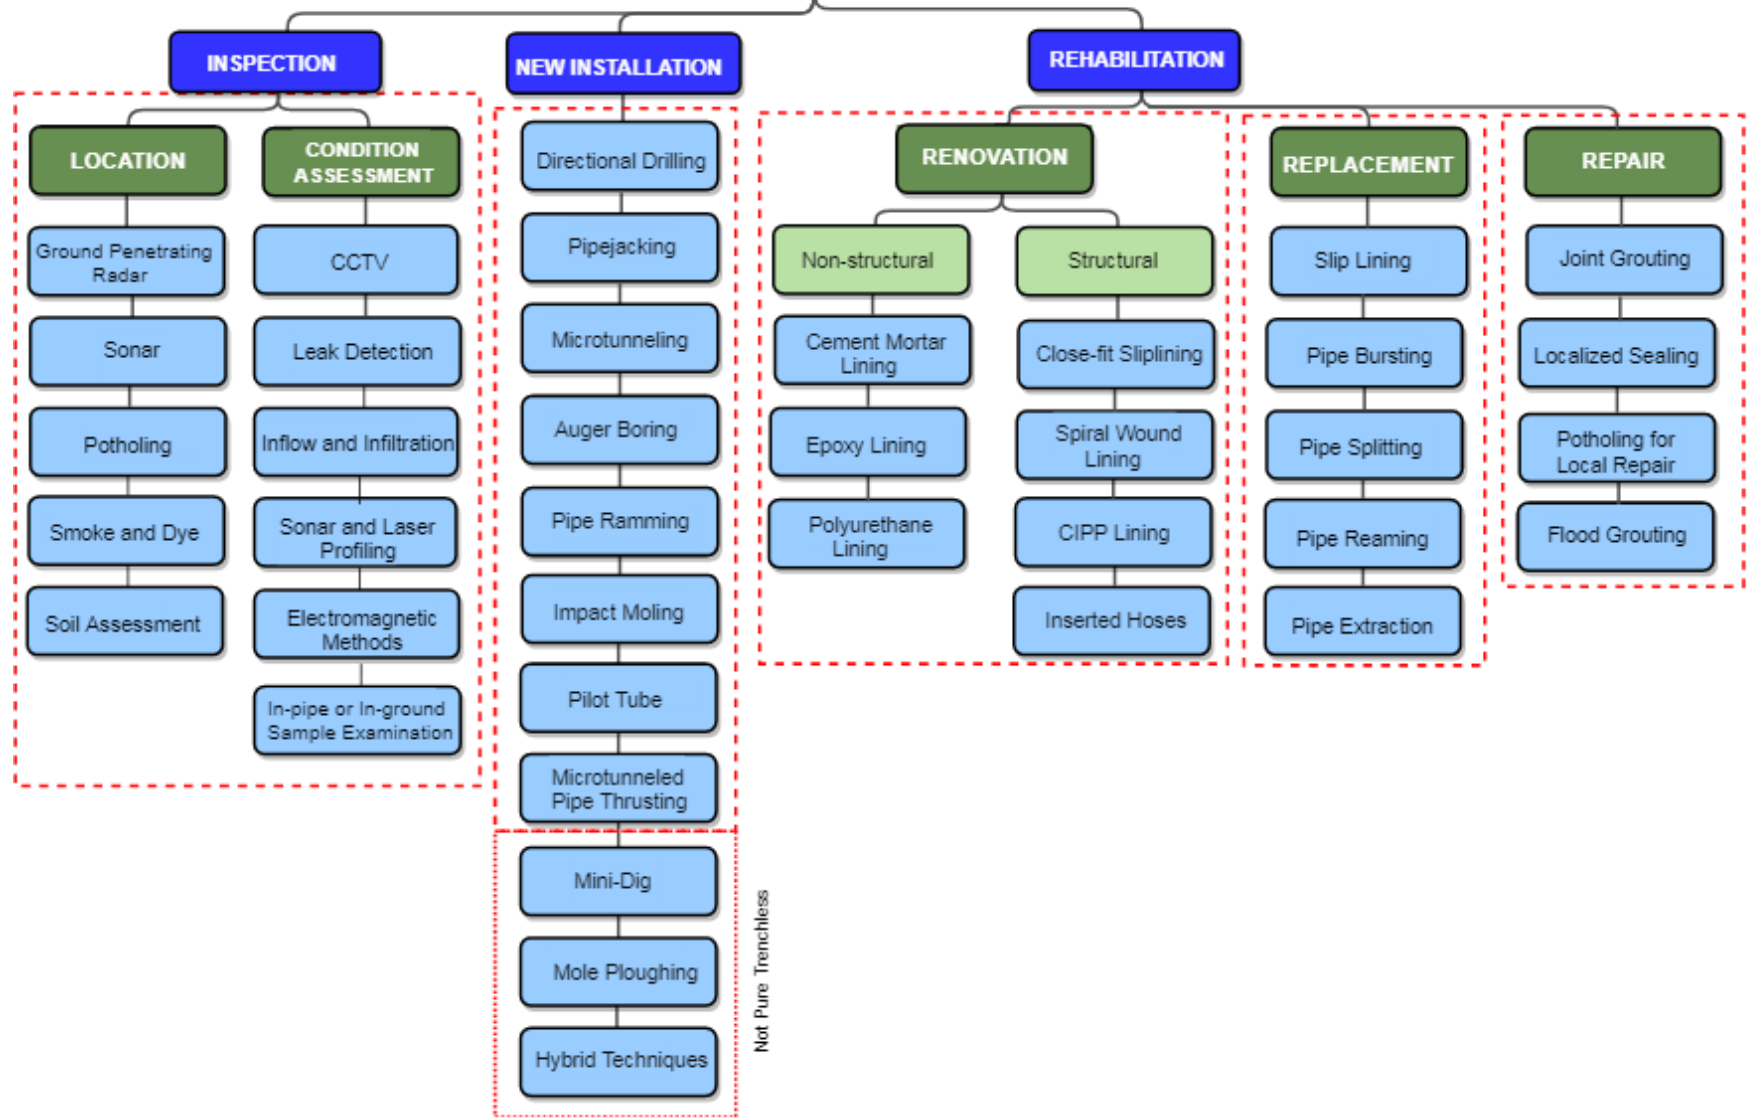 INSPECTION
NEW INSTALLATION
REHABILITATION
LOCATION
Ground Penetrating
Radar
Sonar
Potholing
Smoke and Dye
Soil Assessment
CONDITION
ASSESSMENT
CCTV
Leak Detection
Inflow and Infiltration
Sonar and Laser
Profiling
Electromagnetic
Methods
In-pipe or In-ground
Sample Examination
Directional Drilling
Pipejacking
Microtunneling
Auger Boring
Pipe Ramming
Impact Moling
Pilot Tube
Microtunneled
Pipe Thrusting
Mini-Dig
Mole Ploughing
Hybrid Techniques
Not Pure Trenchless
RENOVATION
Non-structural
Cement Mortar
Lining
Epoxy Lining
Polyurethane
Lining
Structural
Close-fit Sliplining
Spiral Wound
Lining
CIPP Lining
Inserted Hoses
REPLACEMENT
Slip Lining
Pipe Bursting
Pipe Splitting
Pipe Reaming
Pipe Extraction
REPAIR
Joint Grouting
Localized Sealing
Potholing for
Local Repair
Flood Grouting